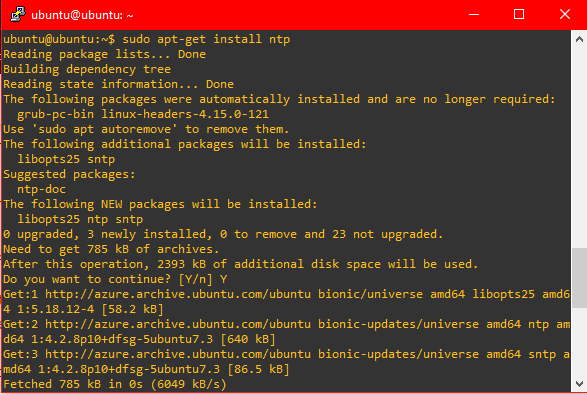 ubuntu@ubuntu: ~
ubuntu@ubuntu:~$ sudo apt-get install ntp
Reading package lists... Done
Building dependency tree
Reading state information... Done
The following packages were automatically installed and are no longer required:
  grub-pc-bin linux-headers-4.15.0-121
Use 'sudo apt autoremove' to remove them.
The following additional packages will be installed:
  libopts25 sntp
Suggested packages:
  ntp-doc
The following NEW packages will be installed:
  libopts25 ntp sntp
0 upgraded, 3 newly installed, 0 to remove and 23 not upgraded.
Need to get 785 kB of archives.
After this operation, 2393 kB of additional disk space will be used.
Do you want to continue? [Y/n] Y
Get:1 http://azure.archive.ubuntu.com/ubuntu bionic/universe amd64 libopts25 amd6
4 1:5.18.12-4 [58.2 kB]
Get:2 http://azure.archive.ubuntu.com/ubuntu bionic-updates/universe amd64 ntp am
d64 1:4.2.8p10+dfsg-5ubuntu7.3 [640 kB]
Get:3 http://azure.archive.ubuntu.com/ubuntu bionic-updates/universe amd64 sntp a
md64 1:4.2.8p10+dfsg-5ubuntu7.3 [86.5 kB]
Fetched 785 kB in 0s (6049 kB/s)